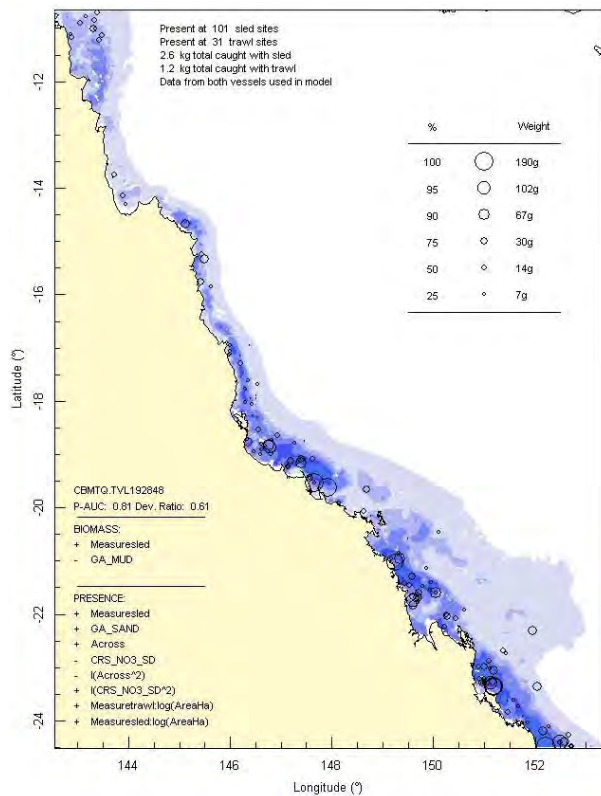 Present at 101 sled sites
Present at 31 trawl sites
2.6 kg total caught with sled
1.2 kg total caught with trawl
Data from both vessels used in model
% Weight
100 190g
95 102g
90 67g
75 30g
50 14g
25 7g
-12
-14
-16
-18
-20
-22
-24
Latitude (°)
CBMTQ.TVL192848
P-AUC: 0.81 Dev. Ratio: 0.61
BIOMASS:
+ Measuresled
- GA_MUD
PRESENCE:
+ Measuresled
+ GA_SAND
+ Across
- CRS_NO3_SD
- I(Across^2)
+ I(CRS_NO3_SD^2)
+ Measuretrawl:log(AreaHa)
+ Measuresled:log(AreaHa)
144 146 148 150 152
Longitude (°)